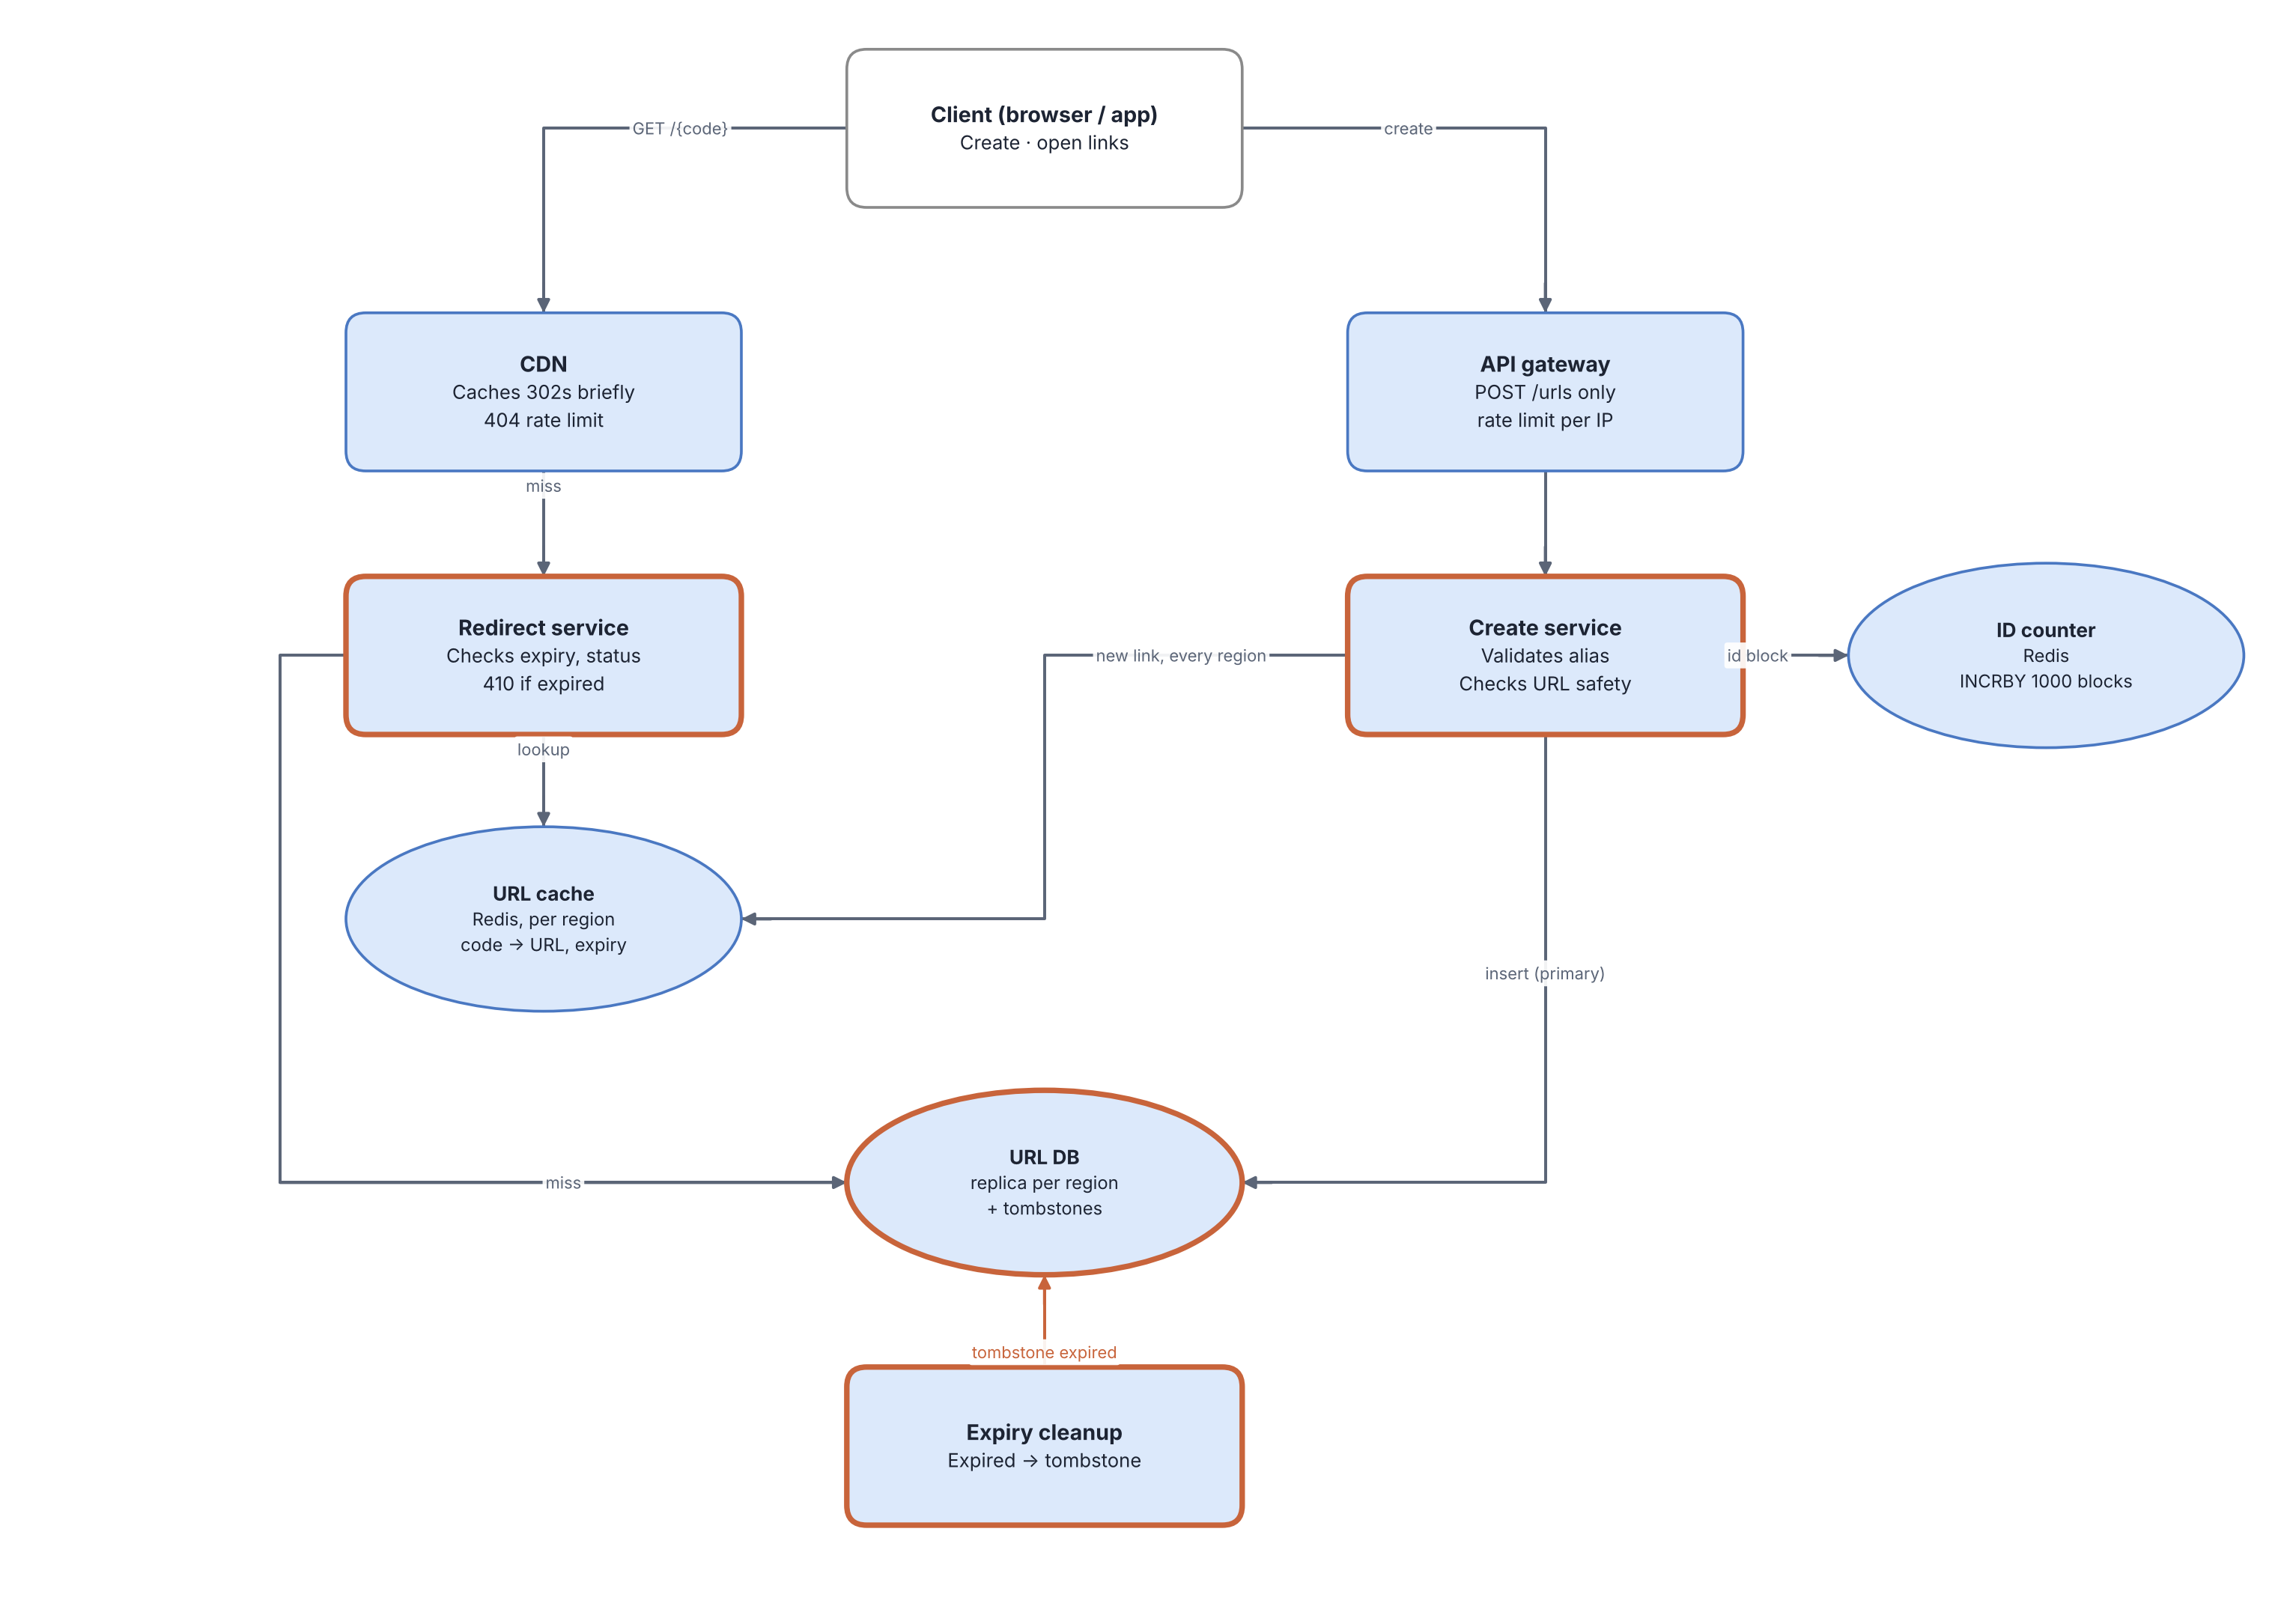 Client (browser / app)
Create · open links
GET /{code}
create
CDN
Caches 302s briefly
404 rate limit
API gateway
POST /urls only
rate limit per IP
miss
Redirect service
Checks expiry, status
410 if expired
new link, every region
Create service
Validates alias
Checks URL safety
id block
ID counter
Redis
INCRBY 1000 blocks
lookup
URL cache
Redis, per region
code → URL, expiry
insert (primary)
miss
URL DB
replica per region
+ tombstones
tombstone expired
Expiry cleanup
Expired → tombstone